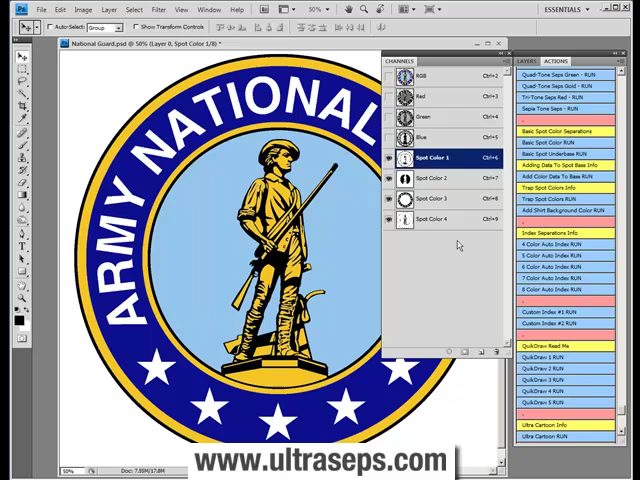 Ps
File Edit Image Layer Select Filter View Window Help
50%
ESSENTIALS
Auto-Select: Group
Show Transform Controls
National Guard.psd @ 50% (Layer 0, Spot Color 1/8) *
CHANNELS
RGB Ctrl+2
Red Ctrl+3
Green Ctrl+4
Blue Ctrl+5
Spot Color 1 Ctrl+6
Spot Color 2 Ctrl+7
Spot Color 3 Ctrl+8
Spot Color 4 Ctrl+9
LAYERS ACTIONS
Quad-Tone Seps Green - RUN
Quad-Tone Seps Gold - RUN
Tri-Tone Seps Red - RUN
Sepia Tone Seps - RUN
Basic Spot Color Separations
Basic Spot Color RUN
Basic Spot Underbase RUN
Adding Data To Spot Base Info
Add Color Data To Base RUN
Trap Spot Colors Info
Trap Spot Colors RUN
Add Shirt Background Color RUN
Index Separations Info
4 Color Auto Index RUN
5 Color Auto Index RUN
6 Color Auto Index RUN
7 Color Auto Index RUN
8 Color Auto Index RUN
Custom Index #1 RUN
Custom Index #2 RUN
QuikDraw Read Me
QuikDraw 1 RUN
QuikDraw 2 RUN
QuikDraw 3 RUN
QuikDraw 4 RUN
QuikDraw 5 RUN
Ultra Cartoon Info
Ultra Cartoon RUN
ARMY NATIONAL
50%
Doc: 7.55M/17.6M
www.ultraseps.com